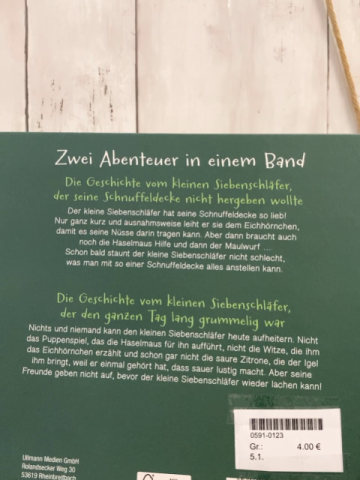 Zwei Abenteuer in einem Band
Die Geschichte vom kleinen Siebenschläfer,
der seine Schnuffeldecke nicht hergeben wollte
Der kleine Siebenschläfer hat seine Schnuffeldecke so lieb!
Nur ganz kurz und ausnahmsweise leiht er sie dem Eichhörnchen,
damit es seine Nüsse darin tragen kann. Aber dann braucht auch
noch die Haselmaus Hilfe und dann der Maulwurf ...
Schon bald staunt der kleine Siebenschläfer nicht schlecht,
was man mit so einer Schnuffeldecke alles anstellen kann.
Die Geschichte vom kleinen Siebenschläfer,
der den ganzen Tag lang grummelig war
Nichts und niemand kann den kleinen Siebenschläfer heute aufheitern. Nicht
das Puppenspiel, das die Haselmaus für ihn aufführt, nicht die Witze, die ihm
das Eichhörnchen erzählt und schon gar nicht die saure Zitrone, die der Igel
ihm bringt, weil er einmal gehört hat, dass sauer lustig macht. Aber seine
Freunde geben nicht auf, bevor der kleine Siebenschläfer wieder lachen kann!
0591-0123
Gr.: 4.00 €
5.1.
Ullmann Medien GmbH
Rolandsecker Weg 30
53619 Rheinbreitbach